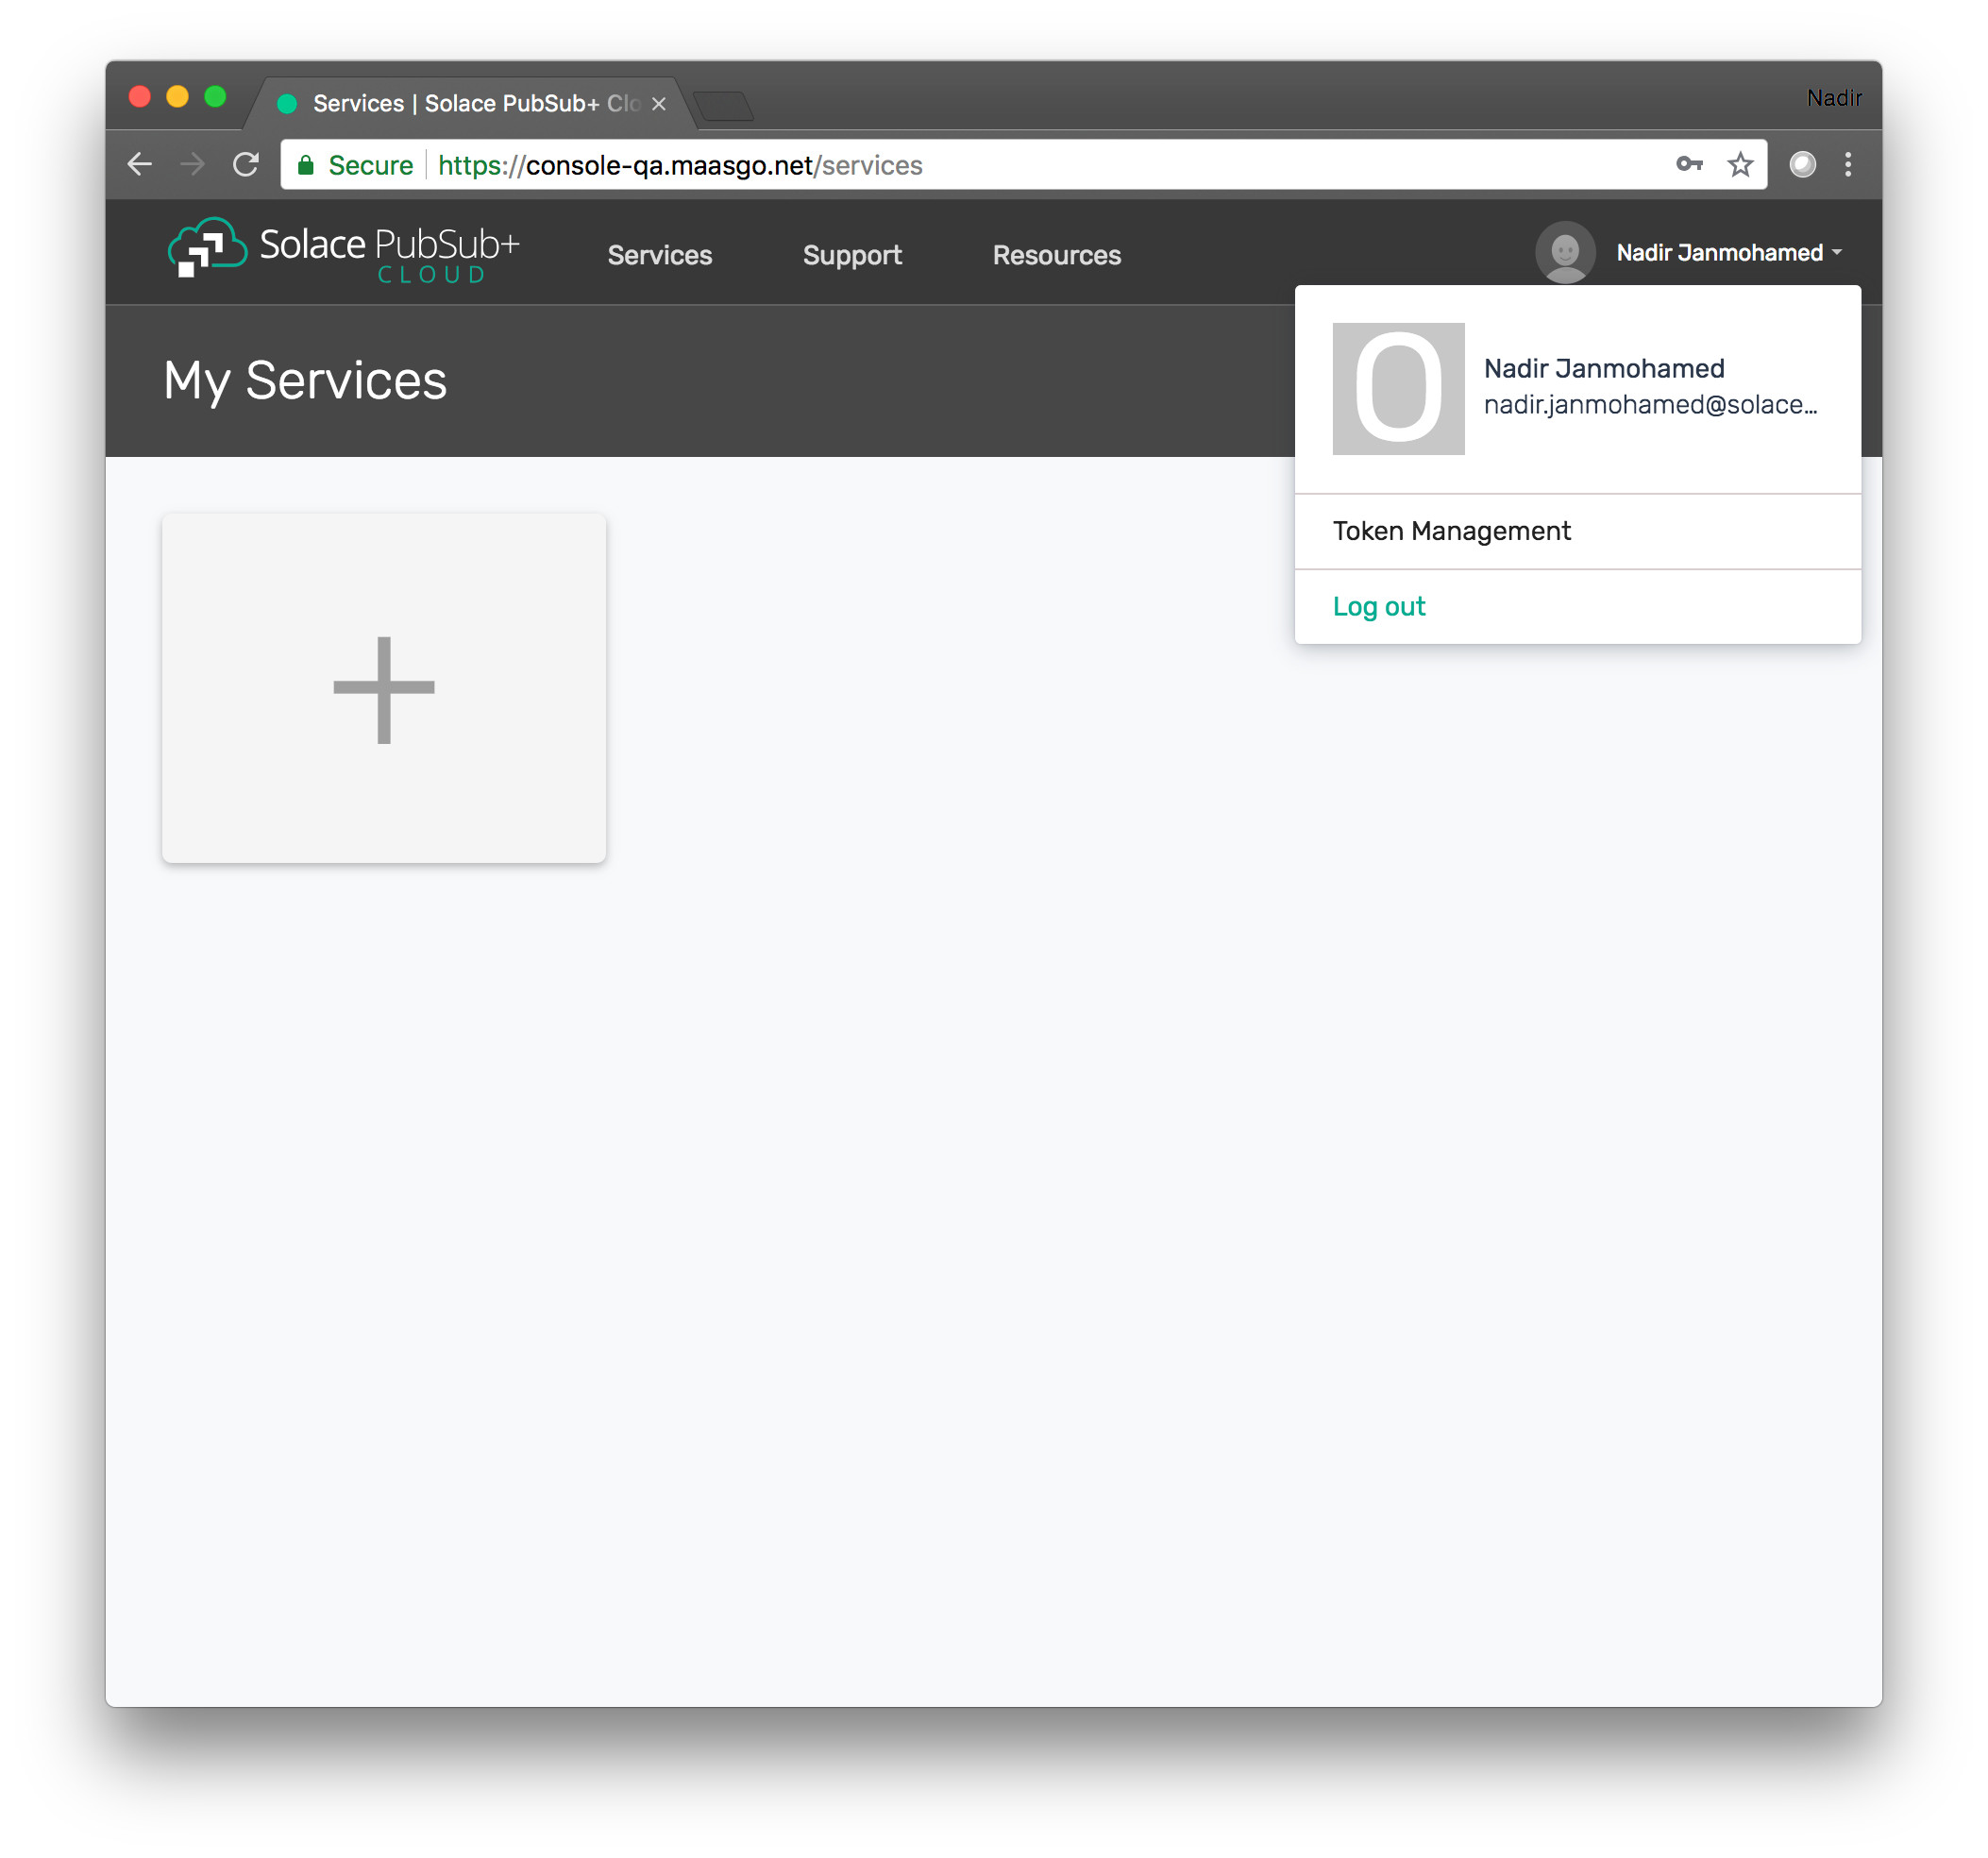 Services | Solace PubSub+ Clo
Nadir
Secure
https://console-qa.maasgo.net/services
Solace PubSub+
CLOUD
Services
Support
Resources
Nadir Janmohamed
My Services
O
Nadir Janmohamed
nadir.janmohamed@solace...
Token Management
Log out